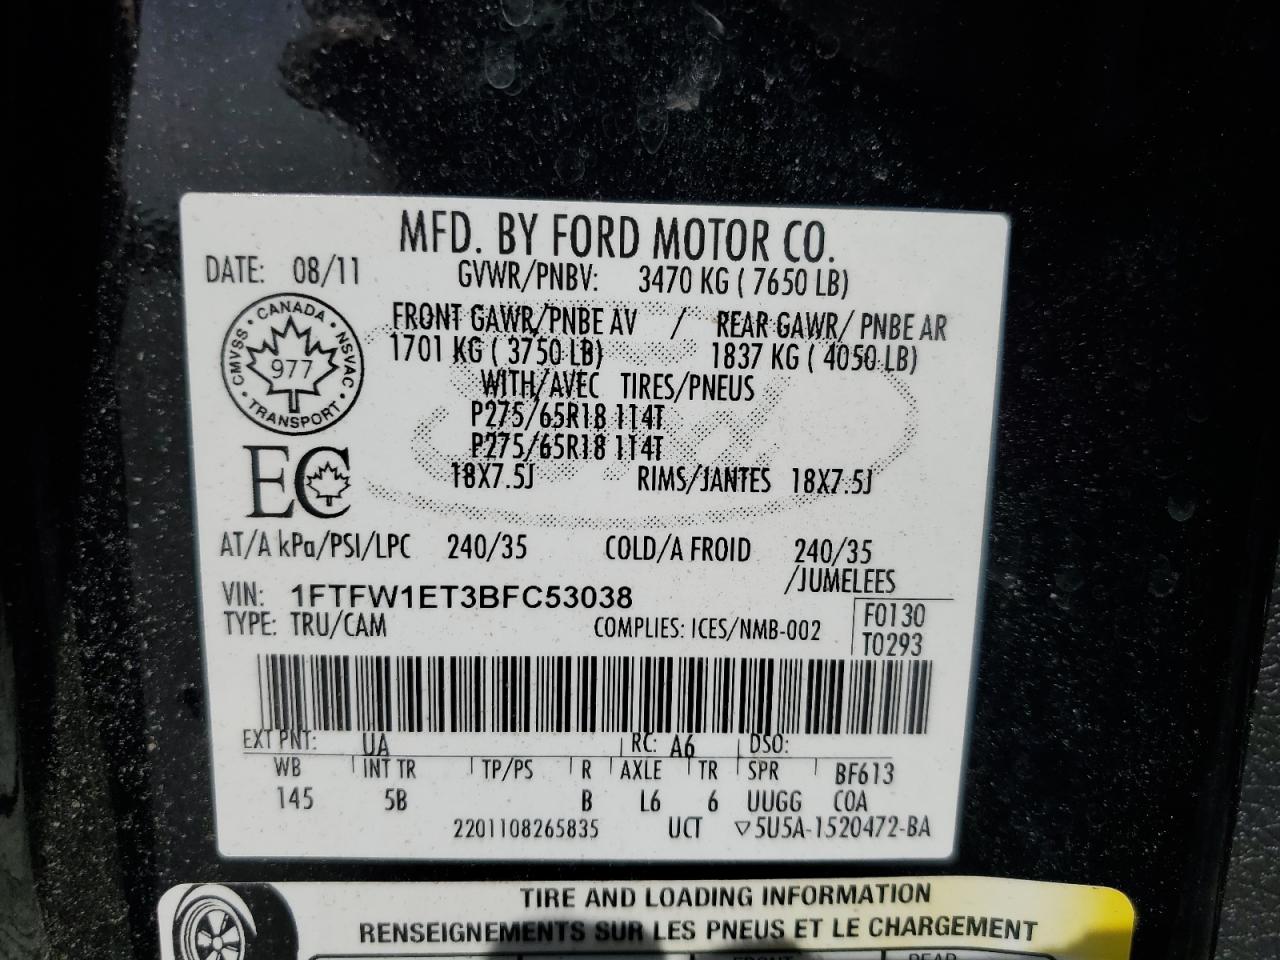 MFD. BY FORD MOTOR CO.
DATE: 08/11
GVWR/PNBV: 3470 KG ( 7650 LB)
FRONT GAWR/PNBE AV / REAR GAWR/ PNBE AR
1701 KG ( 3750 LB) 1837 KG ( 4050 LB)
WITH/AVEC TIRES/PNEUS
P275/65R18 114T
P275/65R18 114T
18X7.5J RIMS/JANTES 18X7.5J
CANADA
CMVSS
NSVAC
977
TRANSPORT
EC
AT/A kPa/PSI/LPC 240/35 COLD/A FROID 240/35
/JUMELEES
VIN: 1FTFW1ET3BFC53038
F0130
TYPE: TRU/CAM COMPLIES: ICES/NMB-002
T0293
EXT PNT: UA RC: A6 DSO:
WB INT TR TP/PS R AXLE TR SPR BF613
145 5B B L6 6 UUGG COA
2201108265835 UCT ▽5U5A-1520472-BA
TIRE AND LOADING INFORMATION
RENSEIGNEMENTS SUR LES PNEUS ET LE CHARGEMENT
FRONT REAR